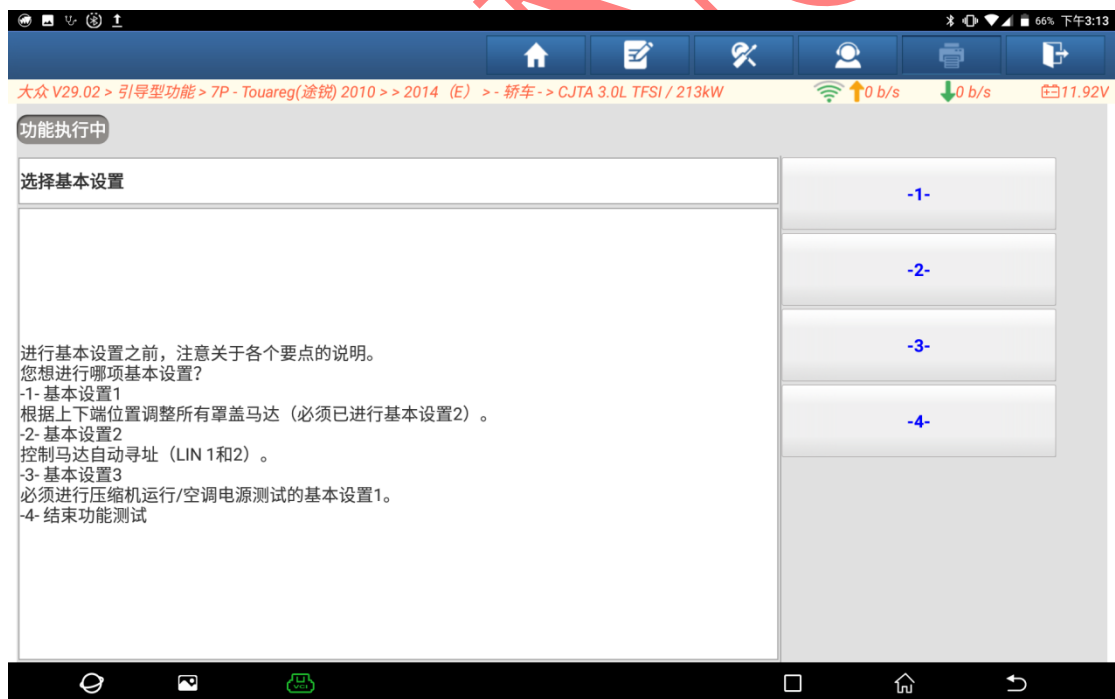 66% 下午3:13
大众 V29.02 > 引导型功能 > 7P - Touareg(途锐) 2010 > > 2014（E） > - 轿车 - > CJTA 3.0L TFSI / 213kW 0 b/s 0 b/s 11.92V
功能执行中
选择基本设置
-1-
-2-
-3-
-4-
进行基本设置之前，注意关于各个要点的说明。
您想进行哪项基本设置？
-1- 基本设置1
根据上下端位置调整所有罩盖马达（必须已进行基本设置2）。
-2- 基本设置2
控制马达自动寻址（LIN 1和2）。
-3- 基本设置3
必须进行压缩机运行/空调电源测试的基本设置1。
-4- 结束功能测试
VCI